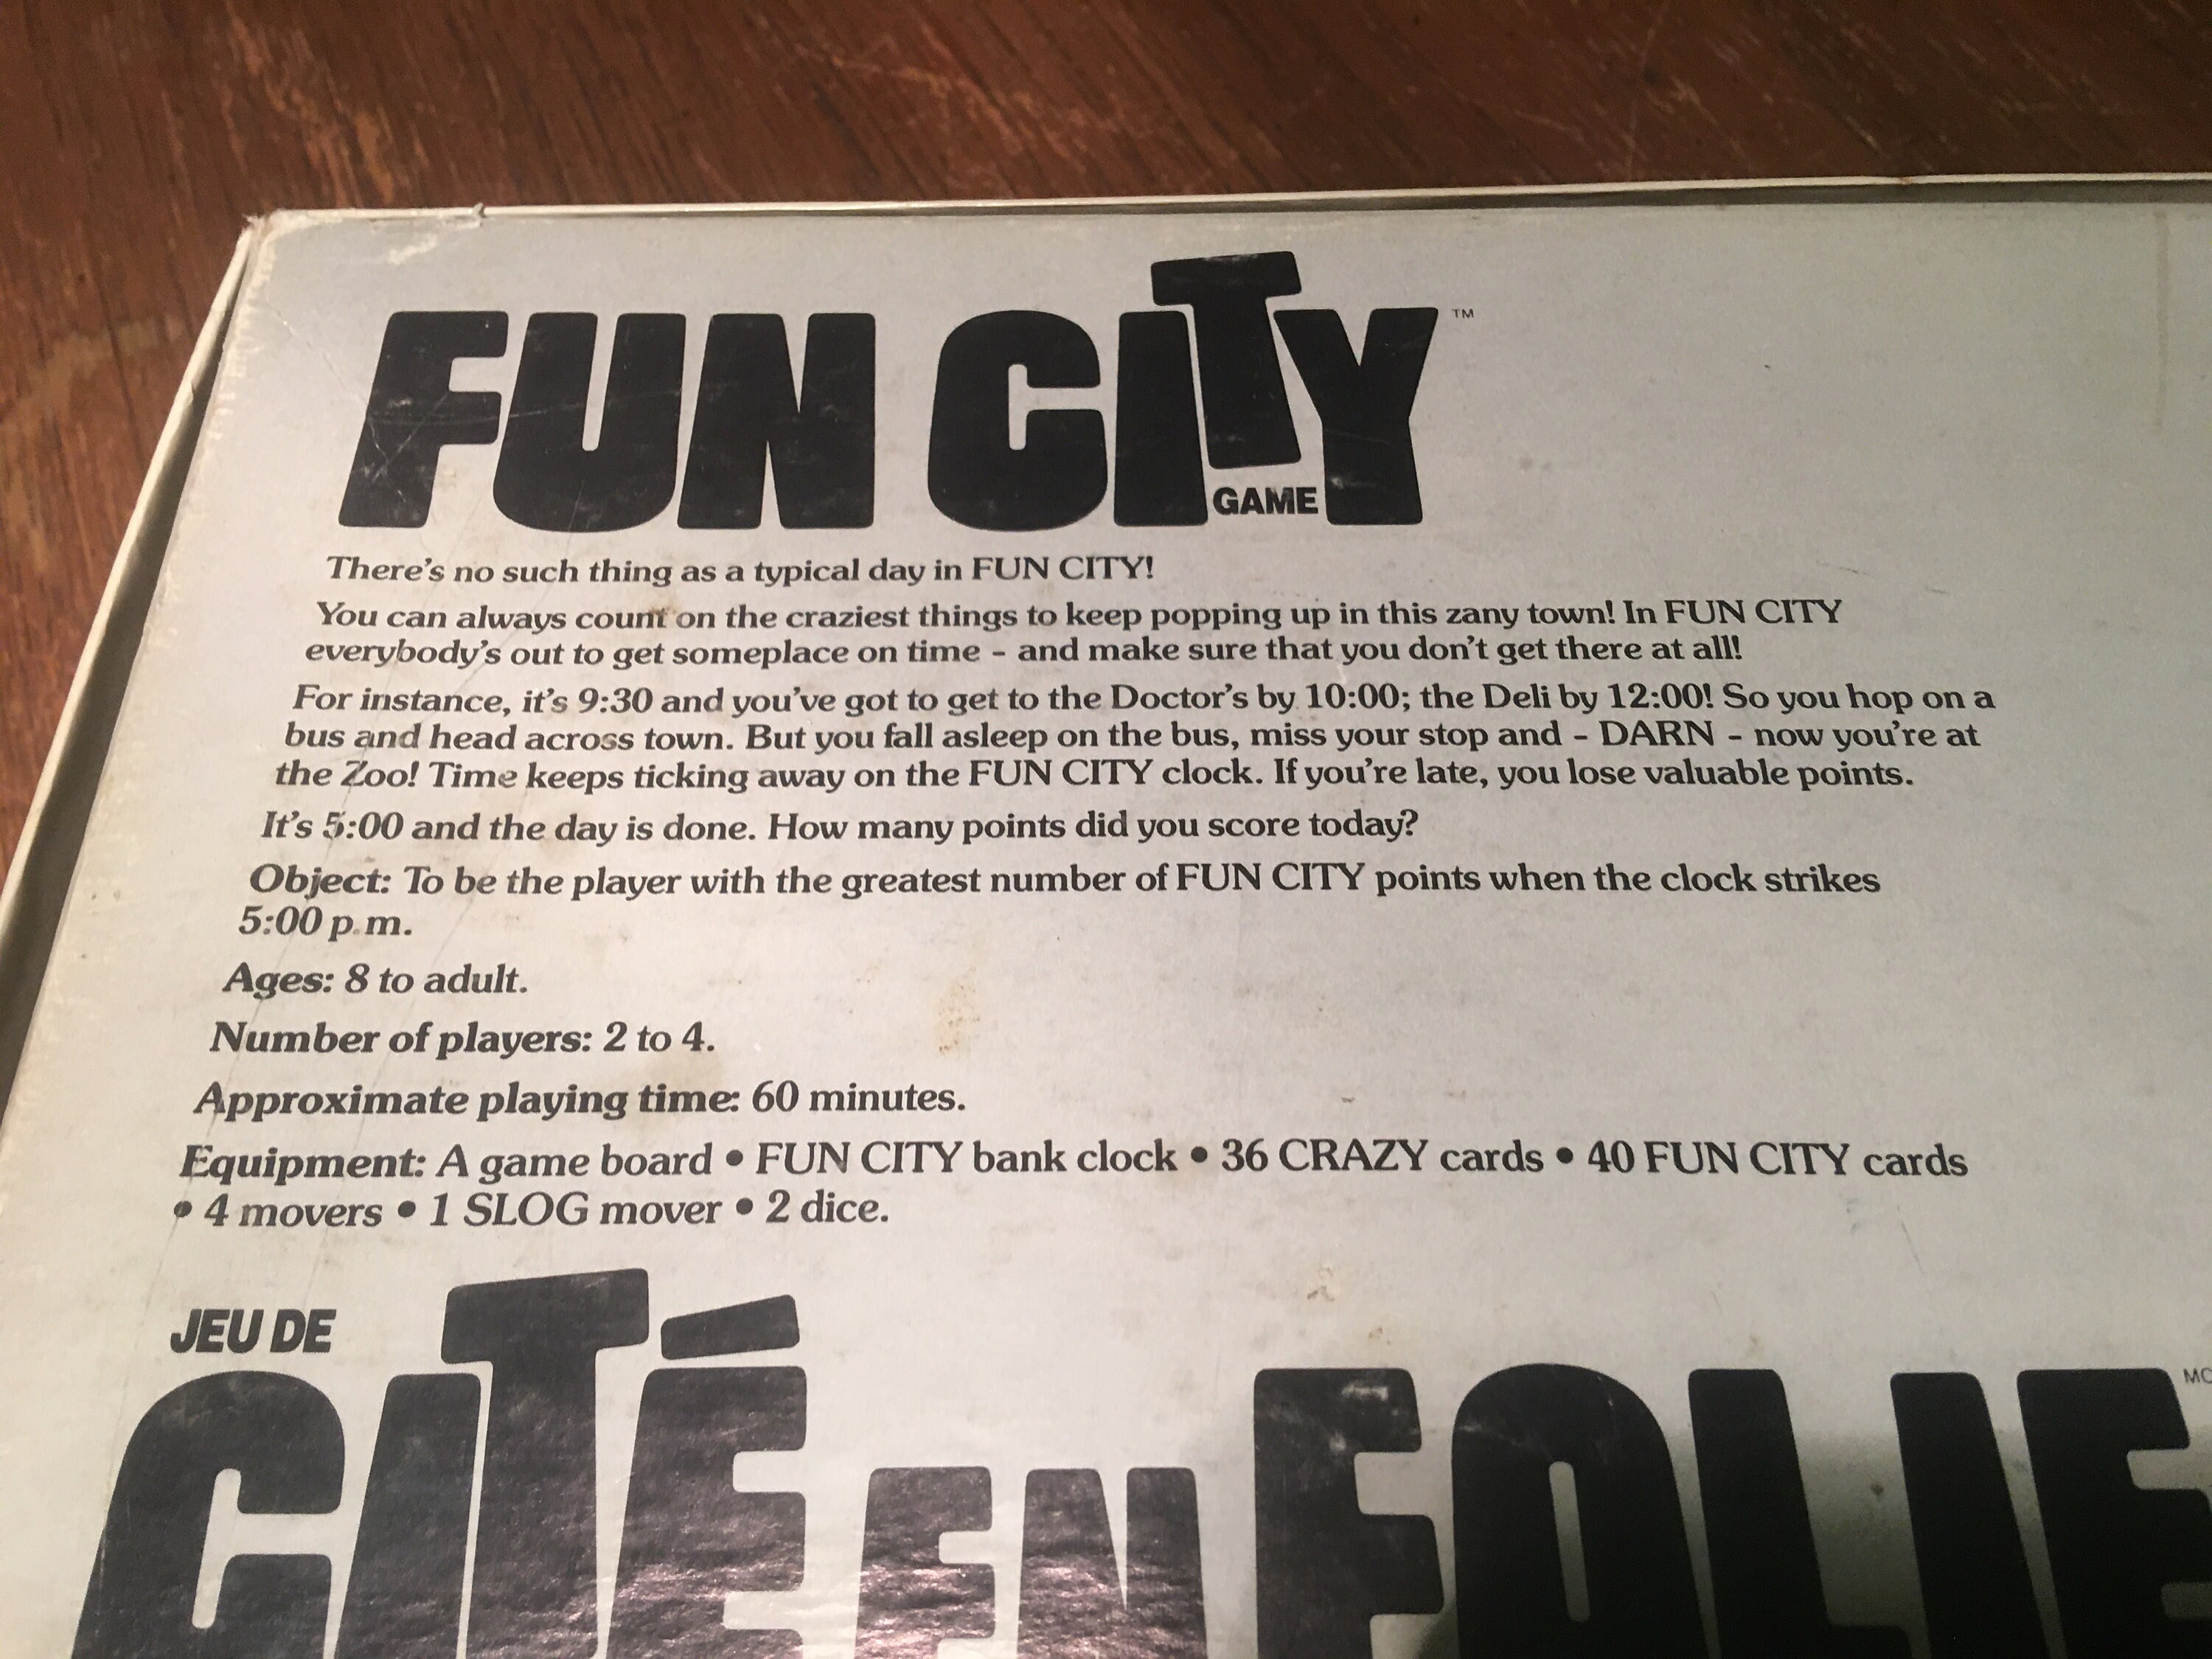 FUN CITY™
GAME
There's no such thing as a typical day in FUN CITY!
You can always count on the craziest things to keep popping up in this zany town! In FUN CITY
everybody's out to get someplace on time - and make sure that you don't get there at all!
For instance, it's 9:30 and you've got to get to the Doctor's by 10:00; the Deli by 12:00! So you hop on a
bus and head across town. But you fall asleep on the bus, miss your stop and - DARN - now you're at
the Zoo! Time keeps ticking away on the FUN CITY clock. If you're late, you lose valuable points.
It's 5:00 and the day is done. How many points did you score today?
Object: To be the player with the greatest number of FUN CITY points when the clock strikes
5:00 p.m.
Ages: 8 to adult.
Number of players: 2 to 4.
Approximate playing time: 60 minutes.
Equipment: A game board • FUN CITY bank clock • 36 CRAZY cards • 40 FUN CITY cards
• 4 movers • 1 SLOG mover • 2 dice.
JEU DE
CITÉ EN FOLIE MC